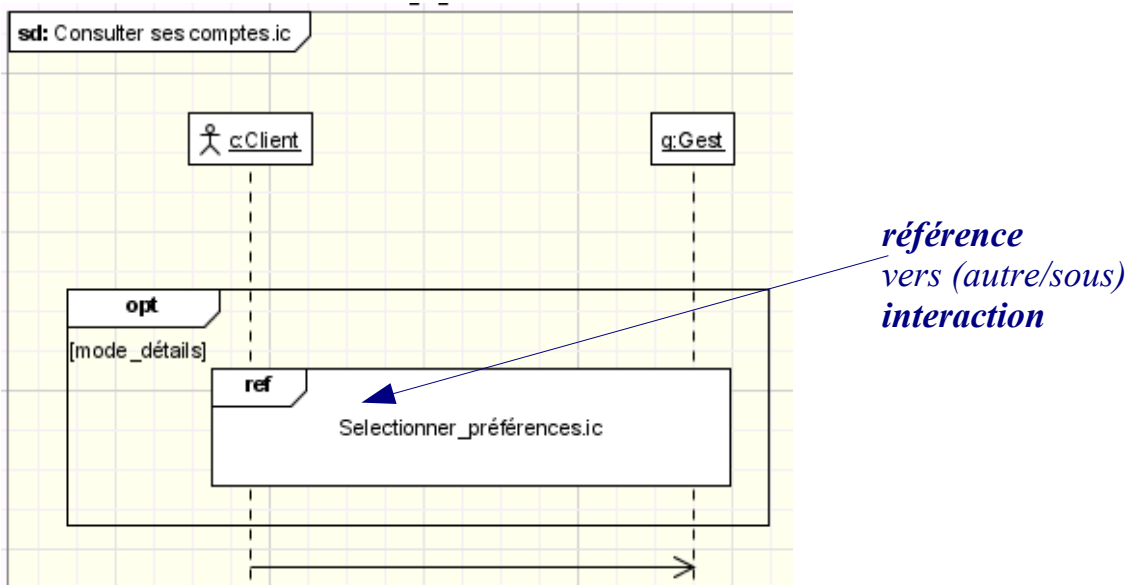 sd: Consulter ses comptes.ic
c:Client
g:Gest
référence
vers (autre/sous)
interaction
opt
[mode_détails]
ref
Selectionner_préférences.ic